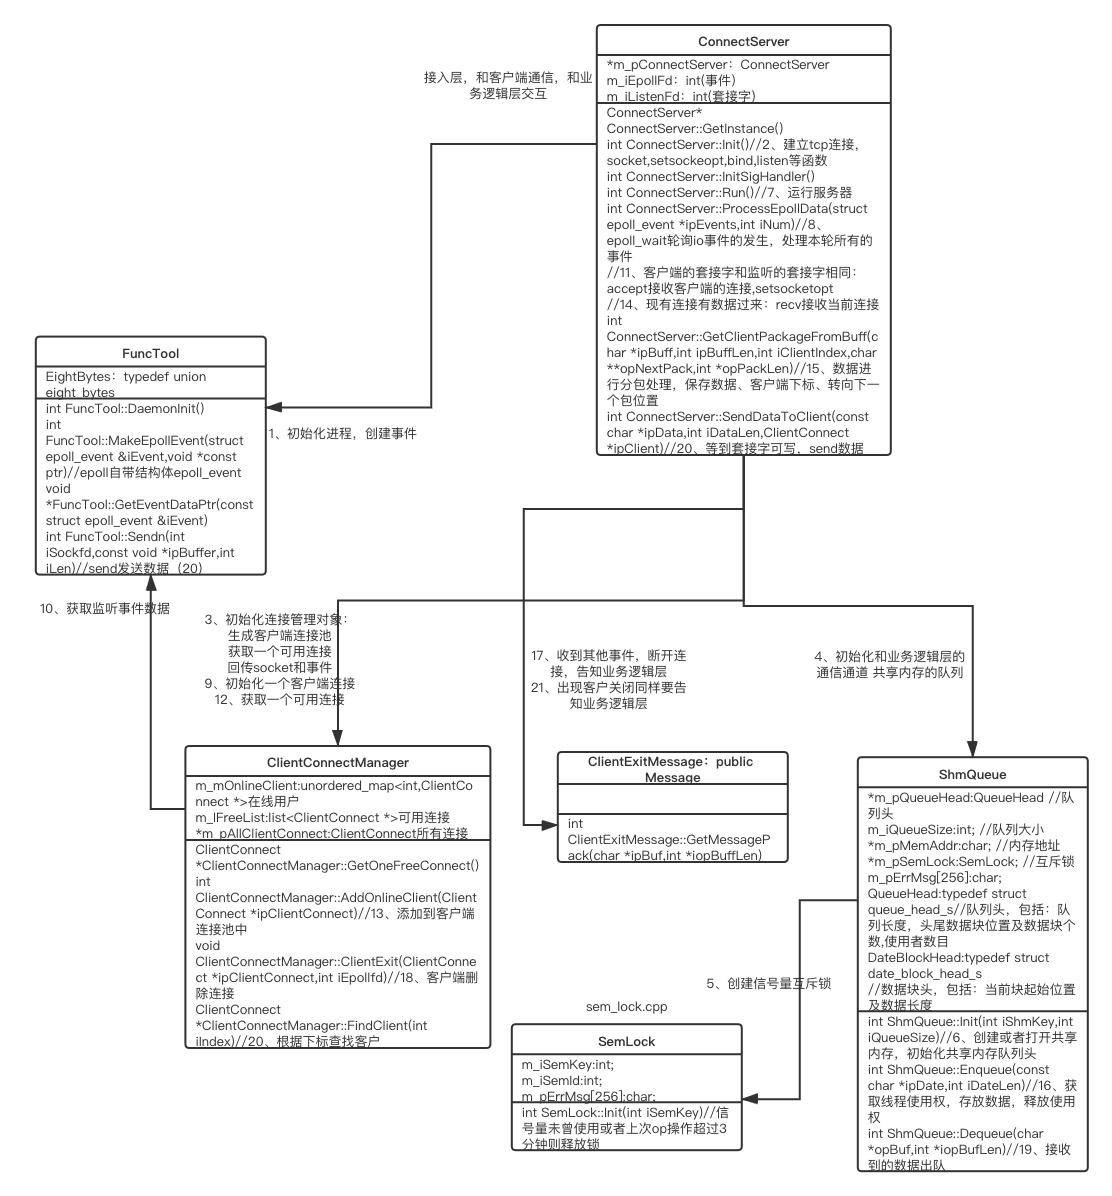 ConnectServer
*m_pConnectServer：ConnectServer
m_iEpollFd：int(事件)
m_iListenFd：int(套接字)
ConnectServer*
ConnectServer::GetInstance()
int ConnectServer::Init()//2、建立tcp连接，
socket,setsockeopt,bind,listen等函数
int ConnectServer::InitSigHandler()
int ConnectServer::Run()//7、运行服务器
int ConnectServer::ProcessEpollData(struct
epoll_event *ipEvents,int iNum)//8、
epoll_wait轮询io事件的发生，处理本轮所有的
事件
//11、客户端的套接字和监听的套接字相同：
accept接收客户端的连接,setsocketopt
//14、现有连接有数据过来：recv接收当前连接
int
ConnectServer::GetClientPackageFromBuff(c
har *ipBuff,int ipBuffLen,int iClientIndex,char
**opNextPack,int *opPackLen)//15、数据进
行分包处理，保存数据、客户端下标、转向下一
个包位置
int ConnectServer::SendDataToClient(const
char *ipData,int iDataLen,ClientConnect
*ipClient)//20、等到套接字可写，send数据
接入层，和客户端通信，和业
务逻辑层交互
FuncTool
EightBytes：typedef union
eight_bytes
int FuncTool::DaemonInit()
int
FuncTool::MakeEpollEvent(struct
epoll_event &iEvent,void *const
ptr)//epoll自带结构体epoll_event
void
*FuncTool::GetEventDataPtr(const
struct epoll_event &iEvent)
int FuncTool::Sendn(int
iSockfd,const void *ipBuffer,int
iLen)//send发送数据（20）
1、初始化进程，创建事件
10、获取监听事件数据
3、初始化连接管理对象：
生成客户端连接池
获取一个可用连接
回传socket和事件
9、初始化一个客户端连接
12、获取一个可用连接
17、收到其他事件，断开连
接，告知业务逻辑层
21、出现客户关闭同样要告
知业务逻辑层
4、初始化和业务逻辑层的
通信通道 共享内存的队列
ClientConnectManager
m_mOnlineClient:unordered_map<int,ClientCo
nnect *>在线用户
m_lFreeList:list><ClientConnect *>可用连接
*m_pAllClientConnect:ClientConnect所有连接
ClientConnect
*ClientConnectManager::GetOneFreeConnect()
int
ClientConnectManager::AddOnlineClient(Client
Connect *ipClientConnect)//13、添加到客户端
连接池中
void
ClientConnectManager::ClientExit(ClientConne
ct *ipClientConnect,int iEpollfd)//18、客户端删
除连接
ClientConnect
*ClientConnectManager::FindClient(int
iIndex)//20、根据下标查找客户
ClientExitMessage：public
Message
int
ClientExitMessage::GetMessageP
ack(char *ipBuf,int *iopBuffLen)
ShmQueue
*m_pQueueHead:QueueHead //队
列头
m_iQueueSize:int; //队列大小
*m_pMemAddr:char; //内存地址
*m_pSemLock:SemLock; //互斥锁
m_pErrMsg[256]:char;
QueueHead:typedef struct
queue_head_s//队列头，包括：队
列长度，头尾数据块位置及数据块个
数,使用者数目
DateBlockHead:typedef struct
date_block_head_s
//数据块头，包括：当前块起始位置
及数据长度
int ShmQueue::Init(int iShmKey,int
iQueueSize)//6、创建或者打开共享
内存，初始化共享内存队列头
int ShmQueue::Enqueue(const
char *ipDate,int iDateLen)//16、获
取线程使用权，存放数据，释放使用
权
int ShmQueue::Dequeue(char
*opBuf,int *iopBufLen)//19、接收
到的数据出队
5、创建信号量互斥锁
sem_lock.cpp
SemLock
m_iSemKey:int;
m_iSemId:int;
m_pErrMsg[256]:char;
int SemLock::Init(int iSemKey)//信
号量未曾使用或者上次op操作超过3
分钟则释放锁